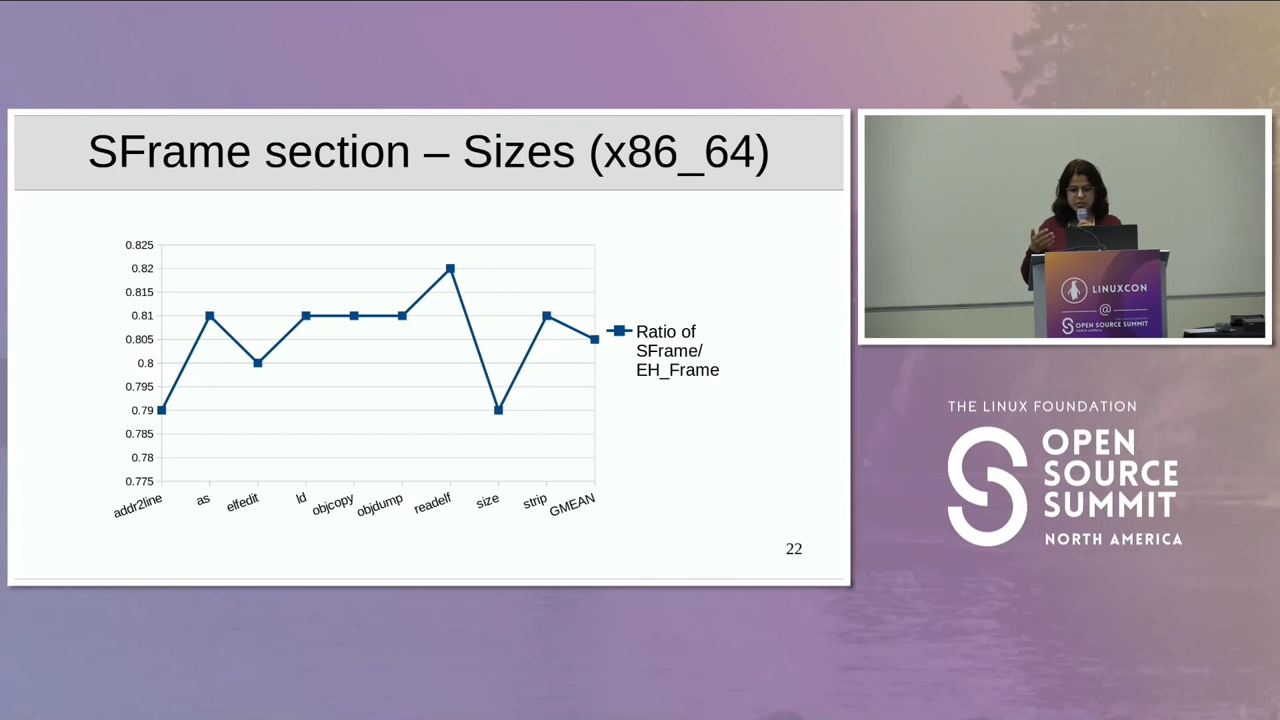 SFrame section – Sizes (x86_64)
0.825
0.82
0.815
0.81
0.805
0.8
0.795
0.79
0.785
0.78
0.775
addr2line
as
elfedit
ld
objcopy
objdump
readelf
size
strip
GMEAN
Ratio of
SFrame/
EH_Frame
22
LINUXCON
@
OPEN SOURCE SUMMIT
NORTH AMERICA
THE LINUX FOUNDATION
OPEN
SOURCE
SUMMIT
NORTH AMERICA